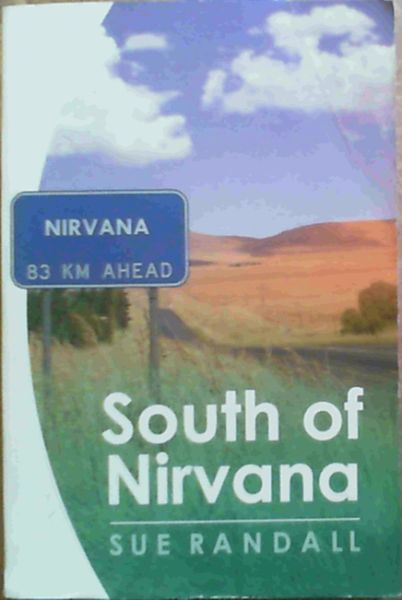 NIRVANA
83 KM AHEAD
South of
Nirvana
SUE RANDALL